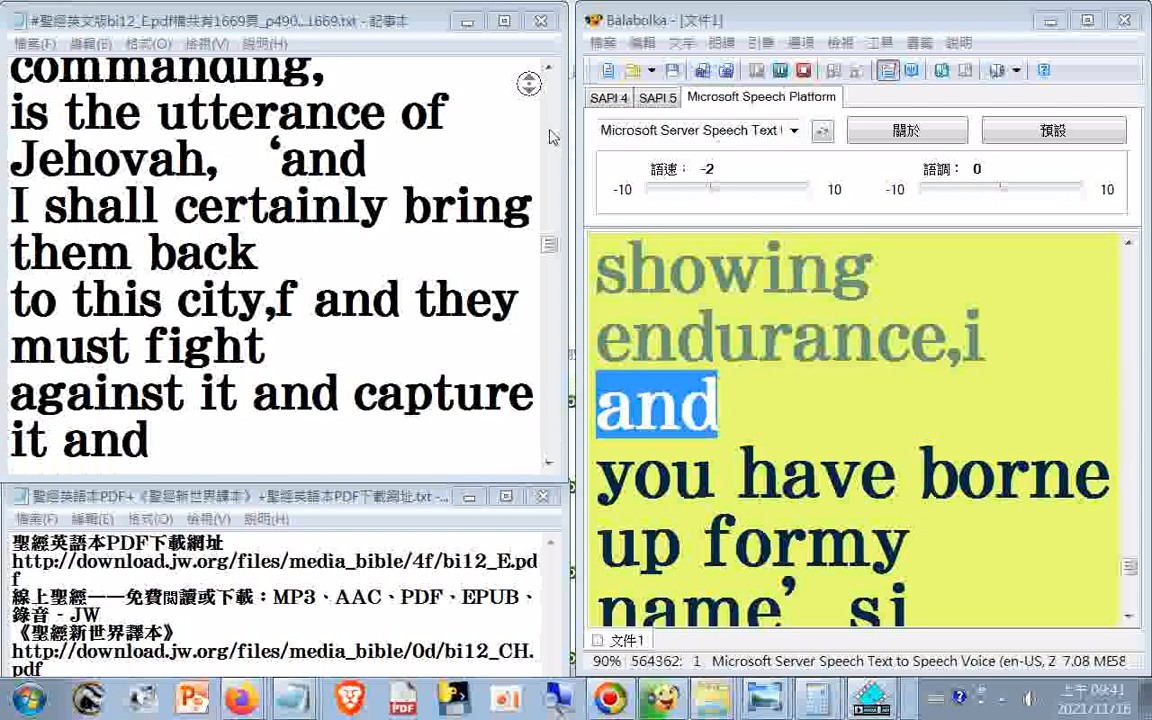 #聖經英文版bi12_E.pdf檔共有1669頁_p490...1669.txt - 記事本
檔案(F) 編輯(E) 格式(O) 檢視(V) 說明(H)
commanding,
is the utterance of
Jehovah, ‘and
I shall certainly bring
them back
to this city,f and they
must fight
against it and capture
it and
聖經英語本PDF+《聖經新世界譯本》+聖經英語本PDF下載網址.txt - ...
檔案(F) 編輯(E) 格式(O) 檢視(V) 說明(H)
聖經英語本PDF下載網址
http://download.jw.org/files/media_bible/4f/bi12_E.pd
f
線上聖經——免費閱讀或下載：MP3、AAC、PDF、EPUB、
錄音 - JW
《聖經新世界譯本》
http://download.jw.org/files/media_bible/0d/bi12_CH.
pdf
Balabolka - [文件1]
檔案 編輯 文字 朗讀 引擎 選項 檢視 工具 書籤 說明
SAPI 4 SAPI 5 Microsoft Speech Platform
Microsoft Server Speech Text 關於 預設
語速： -2 語調： 0
-10 10 -10 10
showing
endurance,i
and
you have borne
up formy
name’ si
文件1
90% 564362: 1 Microsoft Server Speech Text to Speech Voice (en-US, Z 7.08 ME58
PDF
上午 09:41
2021/11/16